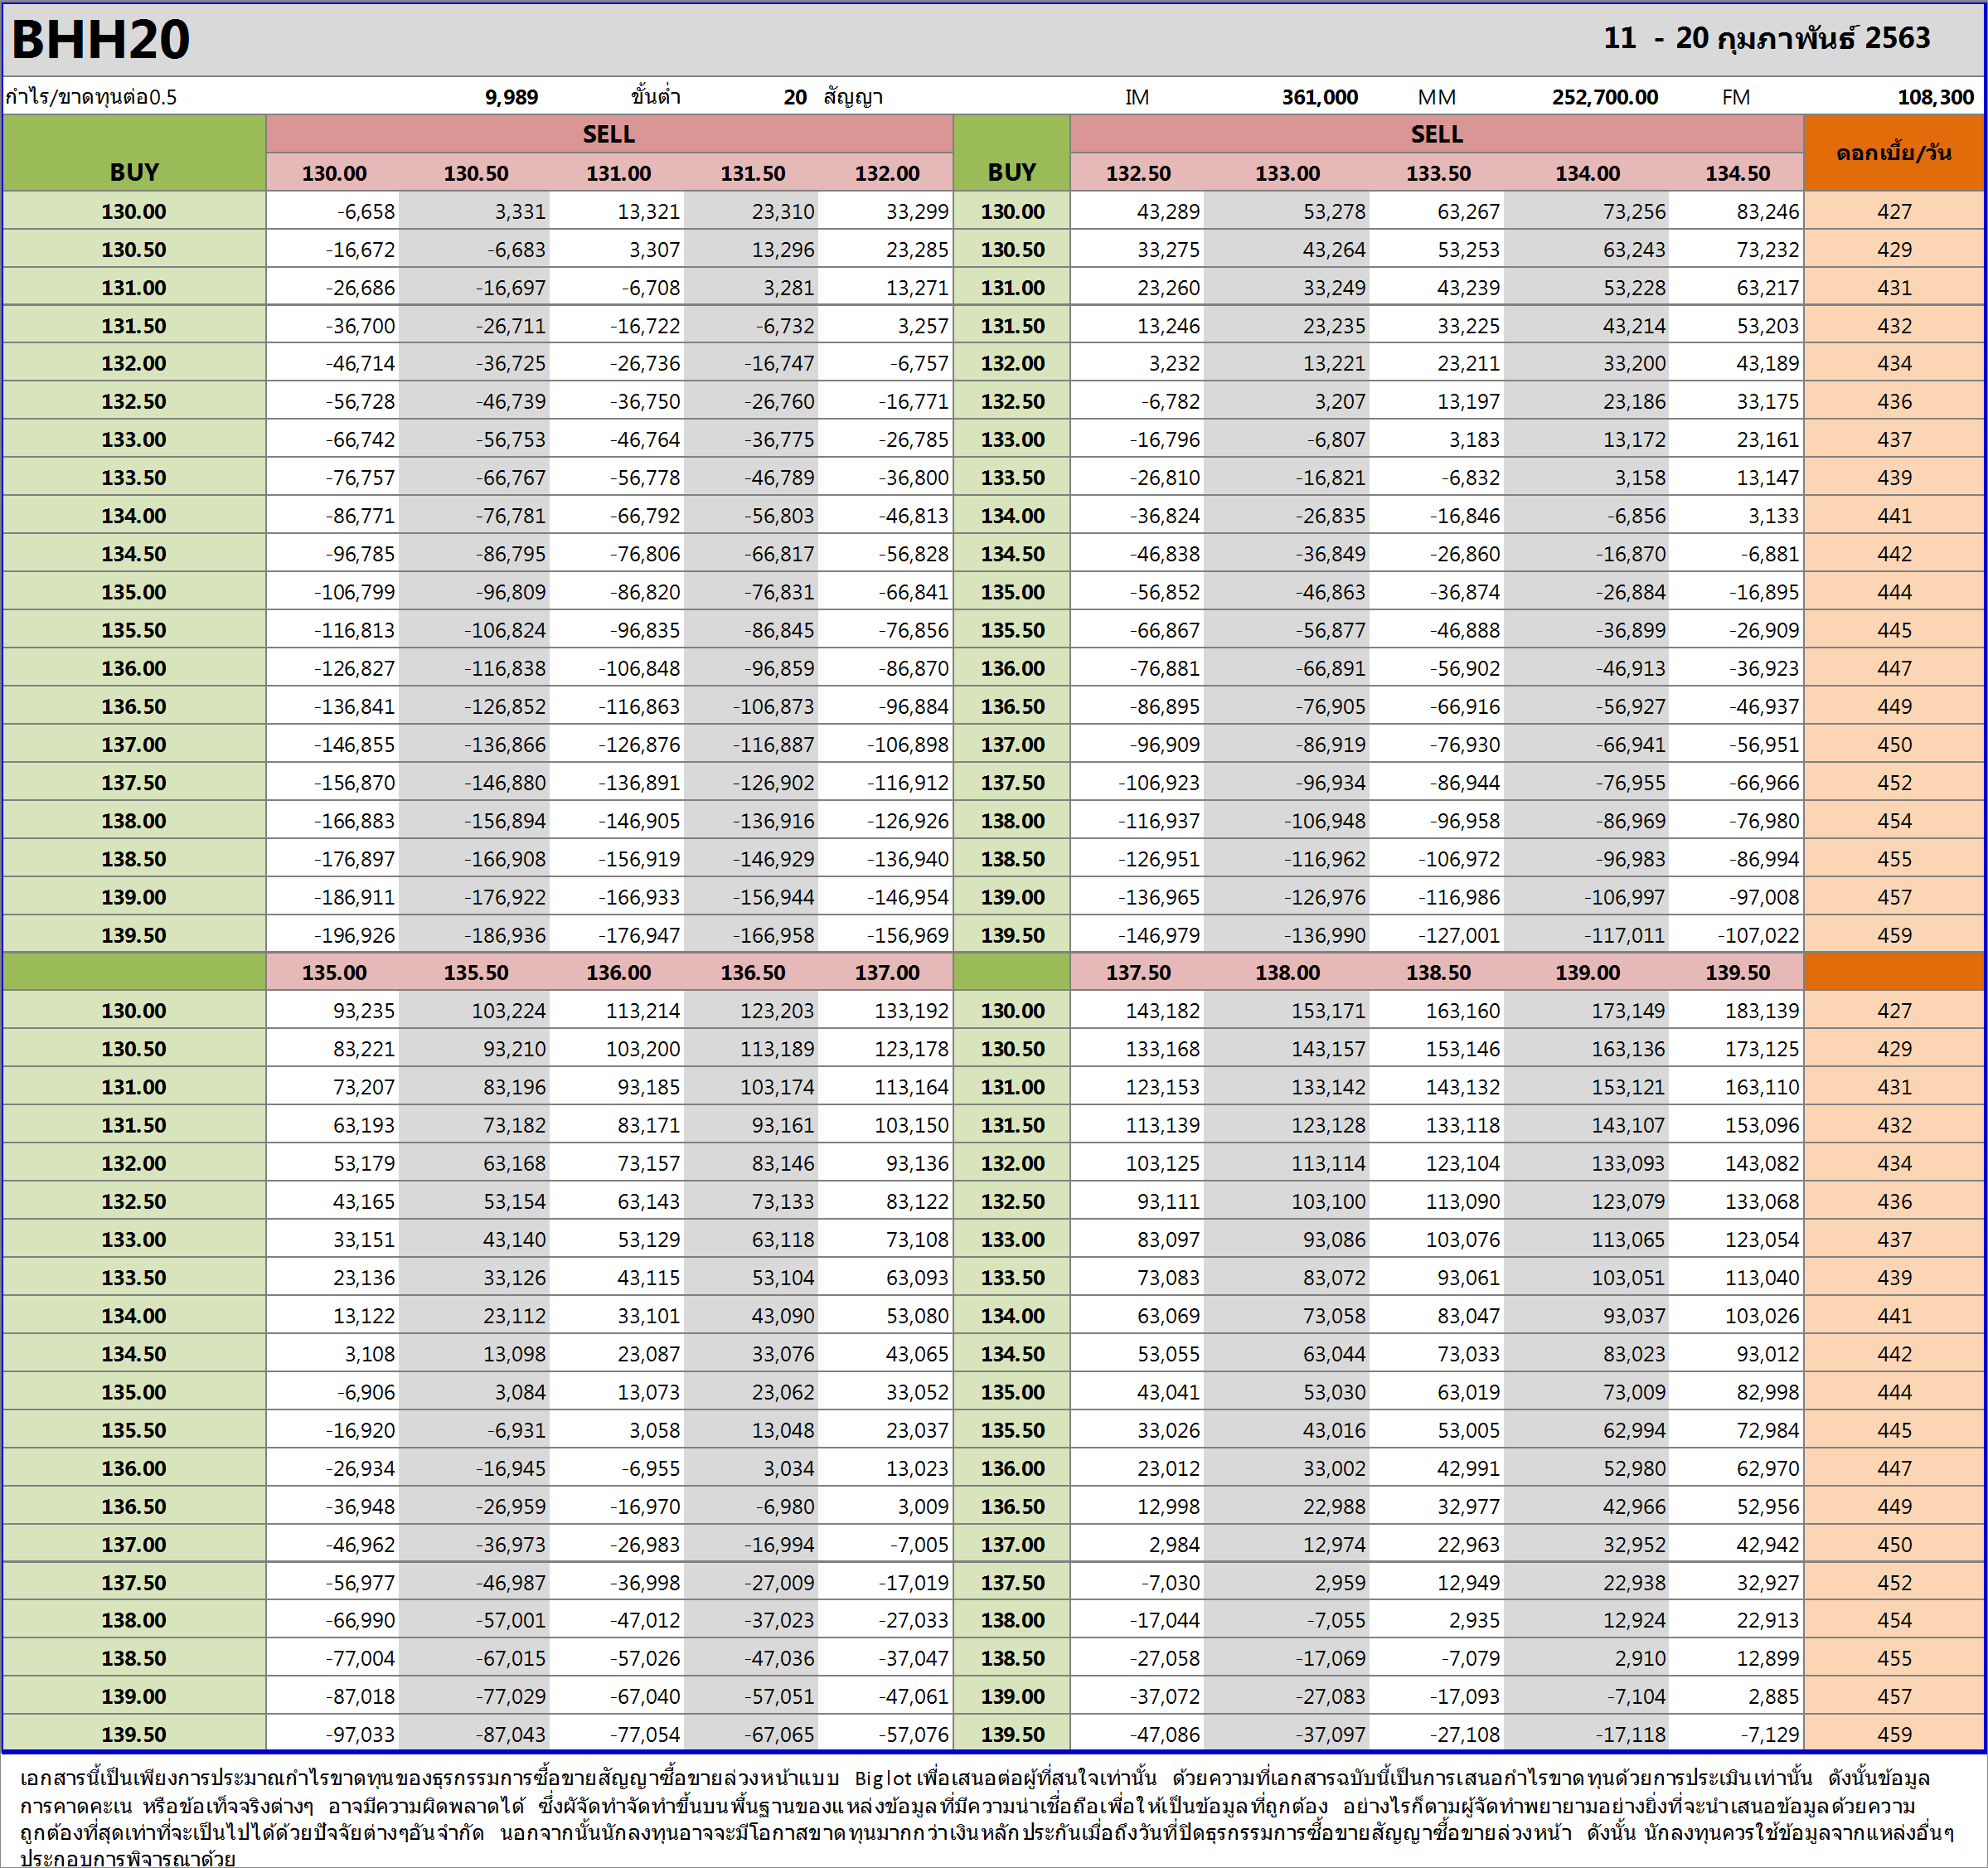 BHH20 11 - 20 กุมภาพันธ์ 2563
กำไร/ขาดทุนต่อ0.5 9,989 ขั้นต่ำ 20 สัญญา IM 361,000 MM 252,700.00 FM 108,300
BUY SELL BUY SELL ดอกเบี้ย/วัน
130.00 130.50 131.00 131.50 132.00 132.50 133.00 133.50 134.00 134.50
130.00 -6,658 3,331 13,321 23,310 33,299 130.00 43,289 53,278 63,267 73,256 83,246 427
130.50 -16,672 -6,683 3,307 13,296 23,285 130.50 33,275 43,264 53,253 63,243 73,232 429
131.00 -26,686 -16,697 -6,708 3,281 13,271 131.00 23,260 33,249 43,239 53,228 63,217 431
131.50 -36,700 -26,711 -16,722 -6,732 3,257 131.50 13,246 23,235 33,225 43,214 53,203 432
132.00 -46,714 -36,725 -26,736 -16,747 -6,757 132.00 3,232 13,221 23,211 33,200 43,189 434
132.50 -56,728 -46,739 -36,750 -26,760 -16,771 132.50 -6,782 3,207 13,197 23,186 33,175 436
133.00 -66,742 -56,753 -46,764 -36,775 -26,785 133.00 -16,796 -6,807 3,183 13,172 23,161 437
133.50 -76,757 -66,767 -56,778 -46,789 -36,800 133.50 -26,810 -16,821 -6,832 3,158 13,147 439
134.00 -86,771 -76,781 -66,792 -56,803 -46,813 134.00 -36,824 -26,835 -16,846 -6,856 3,133 441
134.50 -96,785 -86,795 -76,806 -66,817 -56,828 134.50 -46,838 -36,849 -26,860 -16,870 -6,881 442
135.00 -106,799 -96,809 -86,820 -76,831 -66,841 135.00 -56,852 -46,863 -36,874 -26,884 -16,895 444
135.50 -116,813 -106,824 -96,835 -86,845 -76,856 135.50 -66,867 -56,877 -46,888 -36,899 -26,909 445
136.00 -126,827 -116,838 -106,848 -96,859 -86,870 136.00 -76,881 -66,891 -56,902 -46,913 -36,923 447
136.50 -136,841 -126,852 -116,863 -106,873 -96,884 136.50 -86,895 -76,905 -66,916 -56,927 -46,937 449
137.00 -146,855 -136,866 -126,876 -116,887 -106,898 137.00 -96,909 -86,919 -76,930 -66,941 -56,951 450
137.50 -156,870 -146,880 -136,891 -126,902 -116,912 137.50 -106,923 -96,934 -86,944 -76,955 -66,966 452
138.00 -166,883 -156,894 -146,905 -136,916 -126,926 138.00 -116,937 -106,948 -96,958 -86,969 -76,980 454
138.50 -176,897 -166,908 -156,919 -146,929 -136,940 138.50 -126,951 -116,962 -106,972 -96,983 -86,994 455
139.00 -186,911 -176,922 -166,933 -156,944 -146,954 139.00 -136,965 -126,976 -116,986 -106,997 -97,008 457
139.50 -196,926 -186,936 -176,947 -166,958 -156,969 139.50 -146,979 -136,990 -127,001 -117,011 -107,022 459
135.00 135.50 136.00 136.50 137.00 137.50 138.00 138.50 139.00 139.50
130.00 93,235 103,224 113,214 123,203 133,192 130.00 143,182 153,171 163,160 173,149 183,139 427
130.50 83,221 93,210 103,200 113,189 123,178 130.50 133,168 143,157 153,146 163,136 173,125 429
131.00 73,207 83,196 93,185 103,174 113,164 131.00 123,153 133,142 143,132 153,121 163,110 431
131.50 63,193 73,182 83,171 93,161 103,150 131.50 113,139 123,128 133,118 143,107 153,096 432
132.00 53,179 63,168 73,157 83,146 93,136 132.00 103,125 113,114 123,104 133,093 143,082 434
132.50 43,165 53,154 63,143 73,133 83,122 132.50 93,111 103,100 113,090 123,079 133,068 436
133.00 33,151 43,140 53,129 63,118 73,108 133.00 83,097 93,086 103,076 113,065 123,054 437
133.50 23,136 33,126 43,115 53,104 63,093 133.50 73,083 83,072 93,061 103,051 113,040 439
134.00 13,122 23,112 33,101 43,090 53,080 134.00 63,069 73,058 83,047 93,037 103,026 441
134.50 3,108 13,098 23,087 33,076 43,065 134.50 53,055 63,044 73,033 83,023 93,012 442
135.00 -6,906 3,084 13,073 23,062 33,052 135.00 43,041 53,030 63,019 73,009 82,998 444
135.50 -16,920 -6,931 3,058 13,048 23,037 135.50 33,026 43,016 53,005 62,994 72,984 445
136.00 -26,934 -16,945 -6,955 3,034 13,023 136.00 23,012 33,002 42,991 52,980 62,970 447
136.50 -36,948 -26,959 -16,970 -6,980 3,009 136.50 12,998 22,988 32,977 42,966 52,956 449
137.00 -46,962 -36,973 -26,983 -16,994 -7,005 137.00 2,984 12,974 22,963 32,952 42,942 450
137.50 -56,977 -46,987 -36,998 -27,009 -17,019 137.50 -7,030 2,959 12,949 22,938 32,927 452
138.00 -66,990 -57,001 -47,012 -37,023 -27,033 138.00 -17,044 -7,055 2,935 12,924 22,913 454
138.50 -77,004 -67,015 -57,026 -47,036 -37,047 138.50 -27,058 -17,069 -7,079 2,910 12,899 455
139.00 -87,018 -77,029 -67,040 -57,051 -47,061 139.00 -37,072 -27,083 -17,093 -7,104 2,885 457
139.50 -97,033 -87,043 -77,054 -67,065 -57,076 139.50 -47,086 -37,097 -27,108 -17,118 -7,129 459
เอกสารนี้เป็นเพียงการประมาณกำไรขาดทุนของธุรกรรมการซื้อขายสัญญาซื้อขายล่วงหน้าแบบ Big lot เพื่อเสนอต่อผู้ที่สนใจเท่านั้น ด้วยความที่เอกสารฉบับนี้เป็นการเสนอกำไรขาดทุนด้วยการประเมินเท่านั้น ดังนั้นข้อมูล
การคาดคะเน หรือข้อเท็จจริงต่างๆ อาจมีความผิดพลาดได้ ซึ่งผัจัดทำจัดทำขึ้นบนพื้นฐานของแหล่งข้อมูลที่มีความน่าเชื่อถือเพื่อให้เป็นข้อมูลที่ถูกต้อง อย่างไรก็ตามผู้จัดทำพยายามอย่างยิ่งที่จะนำเสนอข้อมูลด้วยความ
ถูกต้องที่สุดเท่าที่จะเป็นไปได้ด้วยปัจจัยต่างๆอันจำกัด นอกจากนั้นนักลงทุนอาจจะมีโอกาสขาดทุนมากกว่าเงินหลักประกันเมื่อถึงวันที่ปิดธุรกรรมการซื้อขายสัญญาซื้อขายล่วงหน้า ดังนั้น นักลงทุนควรใช้ข้อมูลจากแหล่งอื่นๆ
ประกอบการพิจารณาด้วย